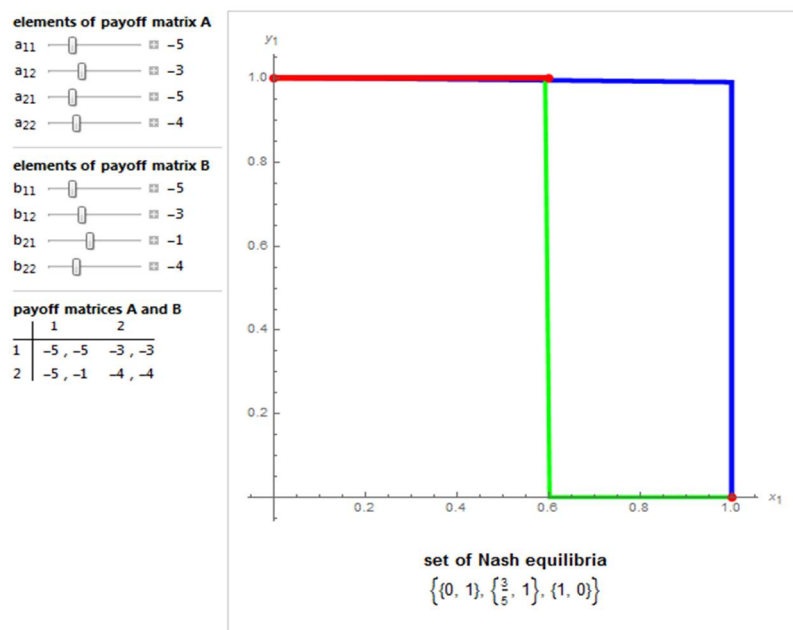 elements of payoff matrix A
a11 −5
a12 −3
a21 −5
a22 −4
elements of payoff matrix B
b11 −5
b12 −3
b21 −1
b22 −4
payoff matrices A and B
1 2
1 −5 , −5 −3 , −3
2 −5 , −1 −4 , −4
y1
1.0
0.8
0.6
0.4
0.2
0.2 0.4 0.6 0.8 1.0 x1
set of Nash equilibria
{{0, 1}, {3/5, 1}, {1, 0}}